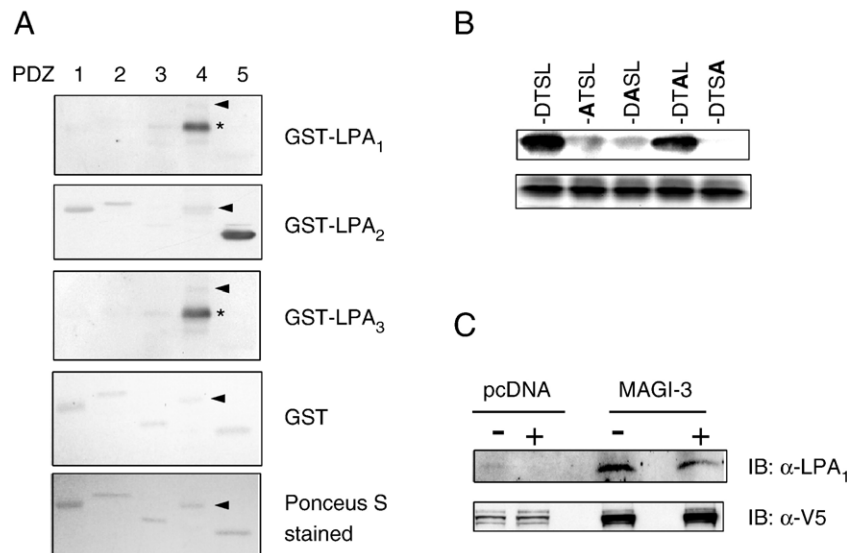 A
PDZ 1 2 3 4 5
*
GST-LPA₁
GST-LPA₂
*
GST-LPA₃
GST
Ponceus S
stained
B
-DTSL -ATSL -DASL -DTAL -DTSA
C
pcDNA MAGI-3
- + - +
IB: α-LPA₁
IB: α-V5